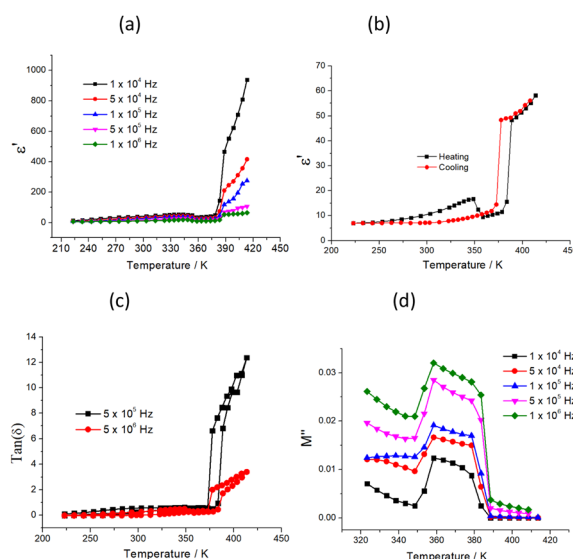 (a)
(b)
1000
800
600
400
200
0
ε'
1 x 10⁴ Hz
5 x 10⁴ Hz
1 x 10⁵ Hz
5 x 10⁵ Hz
1 x 10⁶ Hz
210 240 270 300 330 360 390 420 450
Temperature / K
70
60
50
40
30
20
10
0
ε'
Heating
Cooling
200 250 300 350 400 450
Temperature / K
(c)
(d)
14
12
10
8
6
4
2
0
Tan(δ)
5 x 10⁵ Hz
5 x 10⁶ Hz
200 250 300 350 400 450
Temperature / K
0.04
0.03
0.02
0.01
0.00
M"
1 x 10⁴ Hz
5 x 10⁴ Hz
1 x 10⁵ Hz
5 x 10⁵ Hz
1 x 10⁶ Hz
320 340 360 380 400 420
Temperature / K